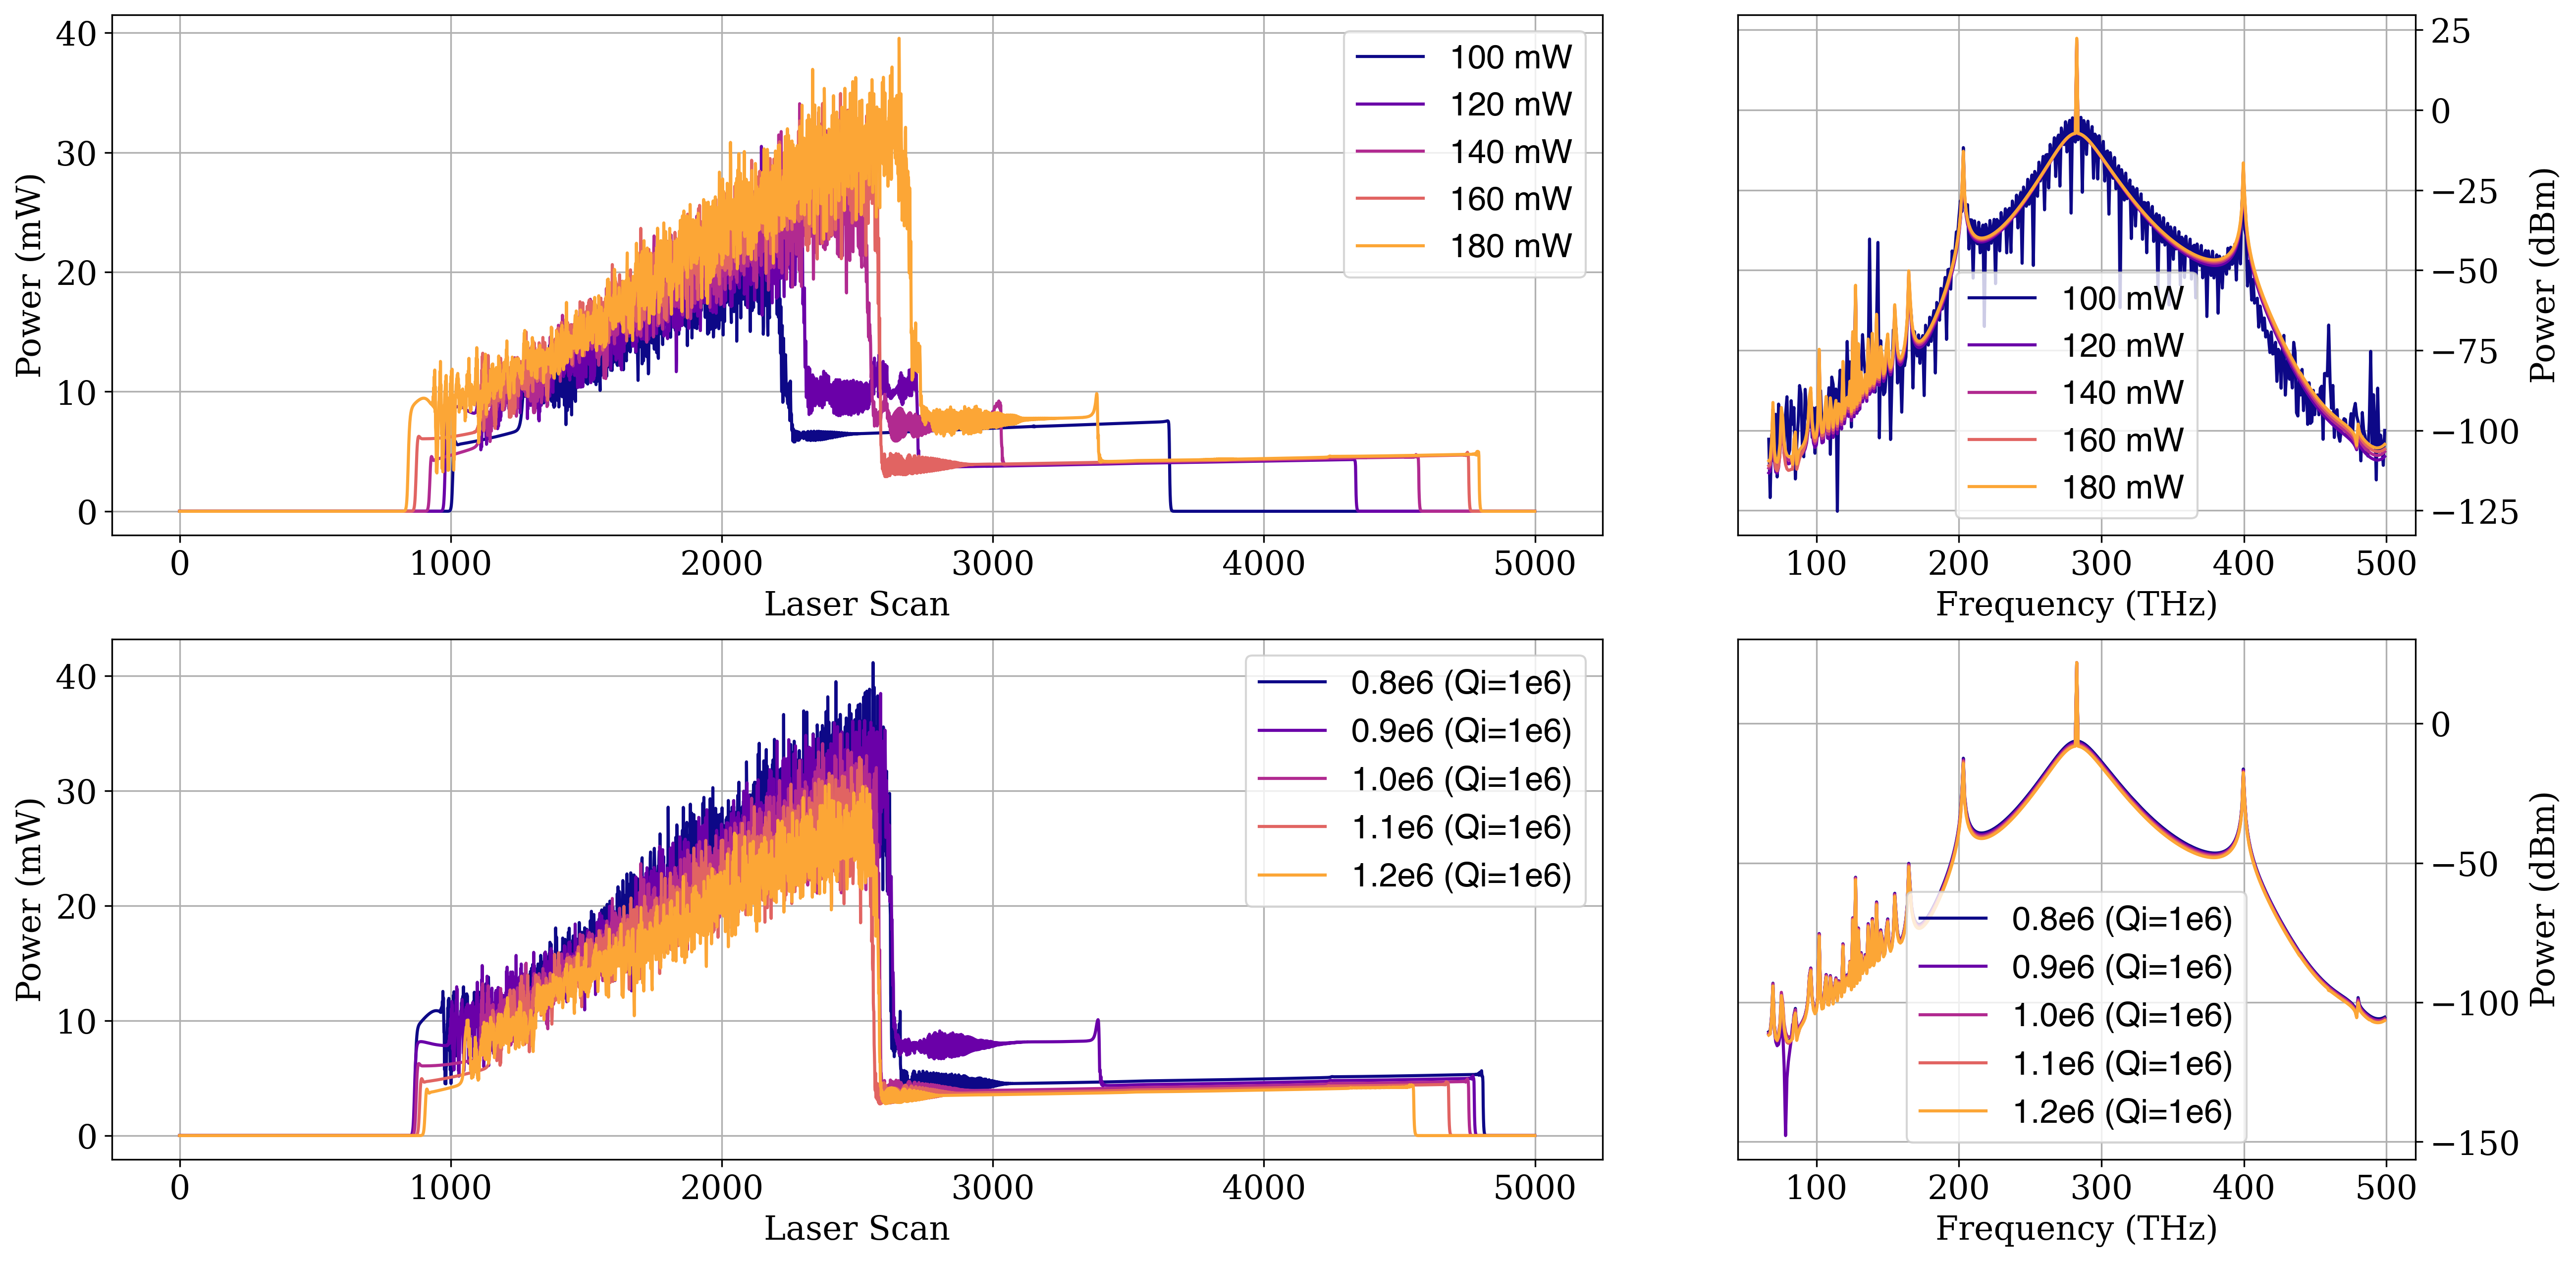 40
30
20
10
0
Power (mW)
0
1000
2000
3000
4000
5000
Laser Scan
100 mW
120 mW
140 mW
160 mW
180 mW
25
0
−25
−50
−75
−100
−125
Power (dBm)
100
200
300
400
500
Frequency (THz)
100 mW
120 mW
140 mW
160 mW
180 mW
40
30
20
10
0
Power (mW)
0
1000
2000
3000
4000
5000
Laser Scan
0.8e6 (Qi=1e6)
0.9e6 (Qi=1e6)
1.0e6 (Qi=1e6)
1.1e6 (Qi=1e6)
1.2e6 (Qi=1e6)
0
−50
−100
−150
Power (dBm)
100
200
300
400
500
Frequency (THz)
0.8e6 (Qi=1e6)
0.9e6 (Qi=1e6)
1.0e6 (Qi=1e6)
1.1e6 (Qi=1e6)
1.2e6 (Qi=1e6)